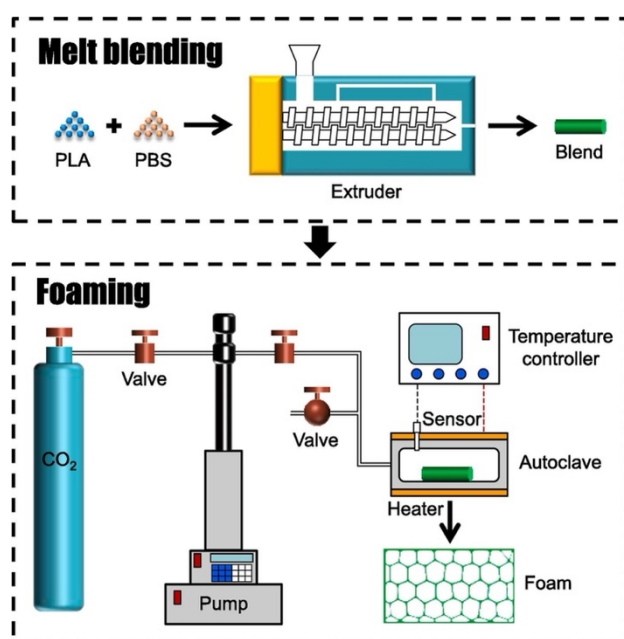 Melt blending
PLA + PBS
Extruder
Blend
Foaming
Temperature
controller
Valve
Sensor
Valve
CO₂
Autoclave
Heater
Foam
Pump